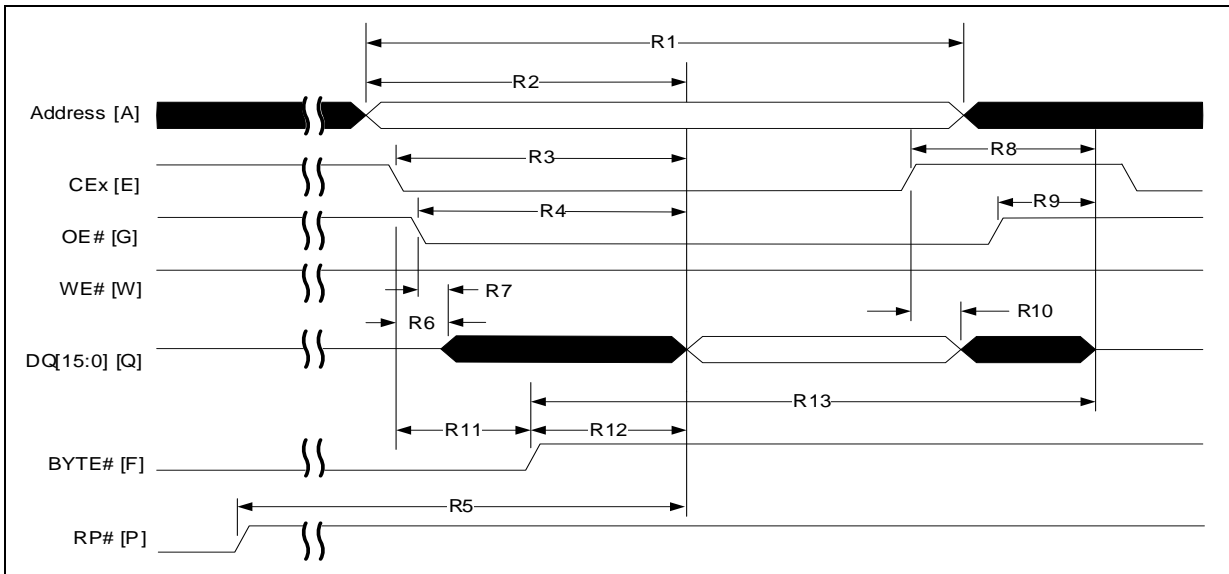 R1
R2
Address [A]
R3
R8
CEx [E]
R4
R9
OE# [G]
WE# [W]
R7
R6
R10
DQ[15:0] [Q]
R13
R11
R12
BYTE# [F]
R5
RP# [P]